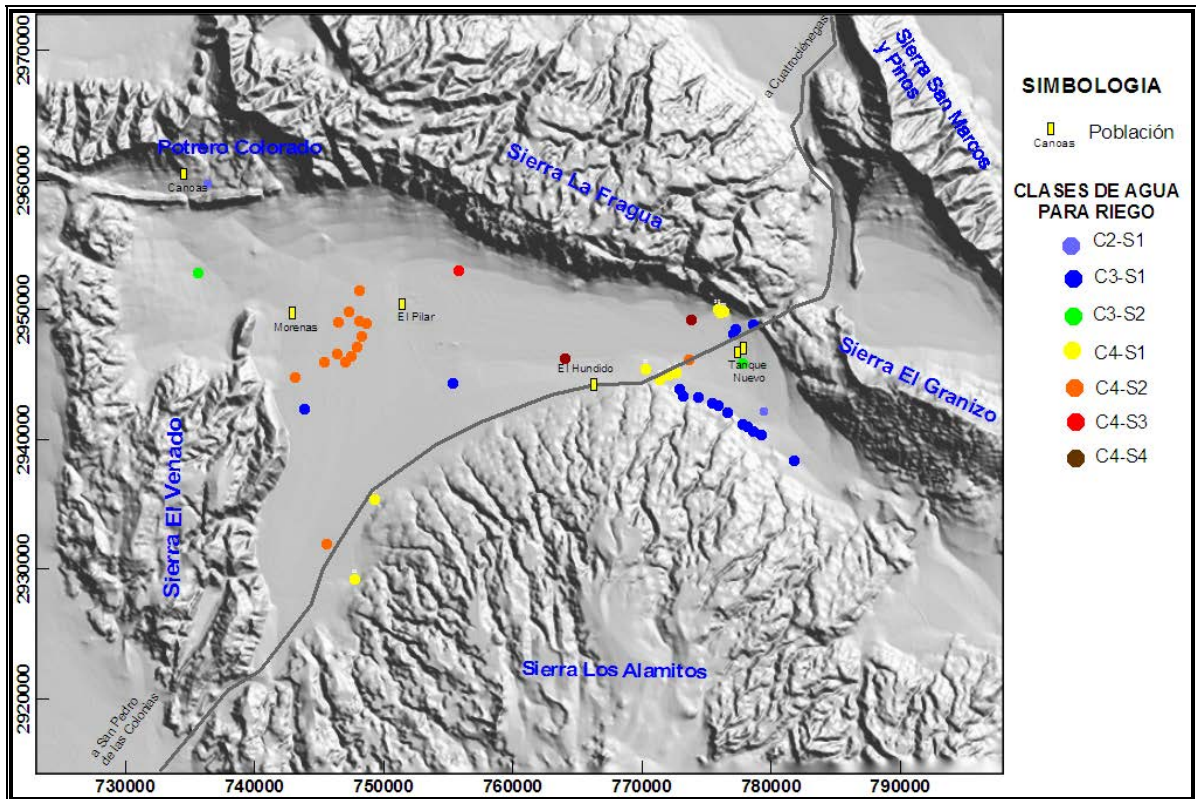 2970000
2960000
2950000
2940000
2930000
2920000
730000
740000
750000
760000
770000
780000
790000
a Cuatrociénegas
Sierra San Marcos
y Pinos
Potrero Colorado
Canoas
Sierra La Fragua
Morenas
El Pilar
El Hundido
Tanque
Nuevo
Sierra El Granizo
Sierra El Venado
Sierra Los Alamitos
a San Pedro
de las Colonias
SIMBOLOGIA
Población
Canoas
CLASES DE AGUA
PARA RIEGO
C2-S1
C3-S1
C3-S2
C4-S1
C4-S2
C4-S3
C4-S4